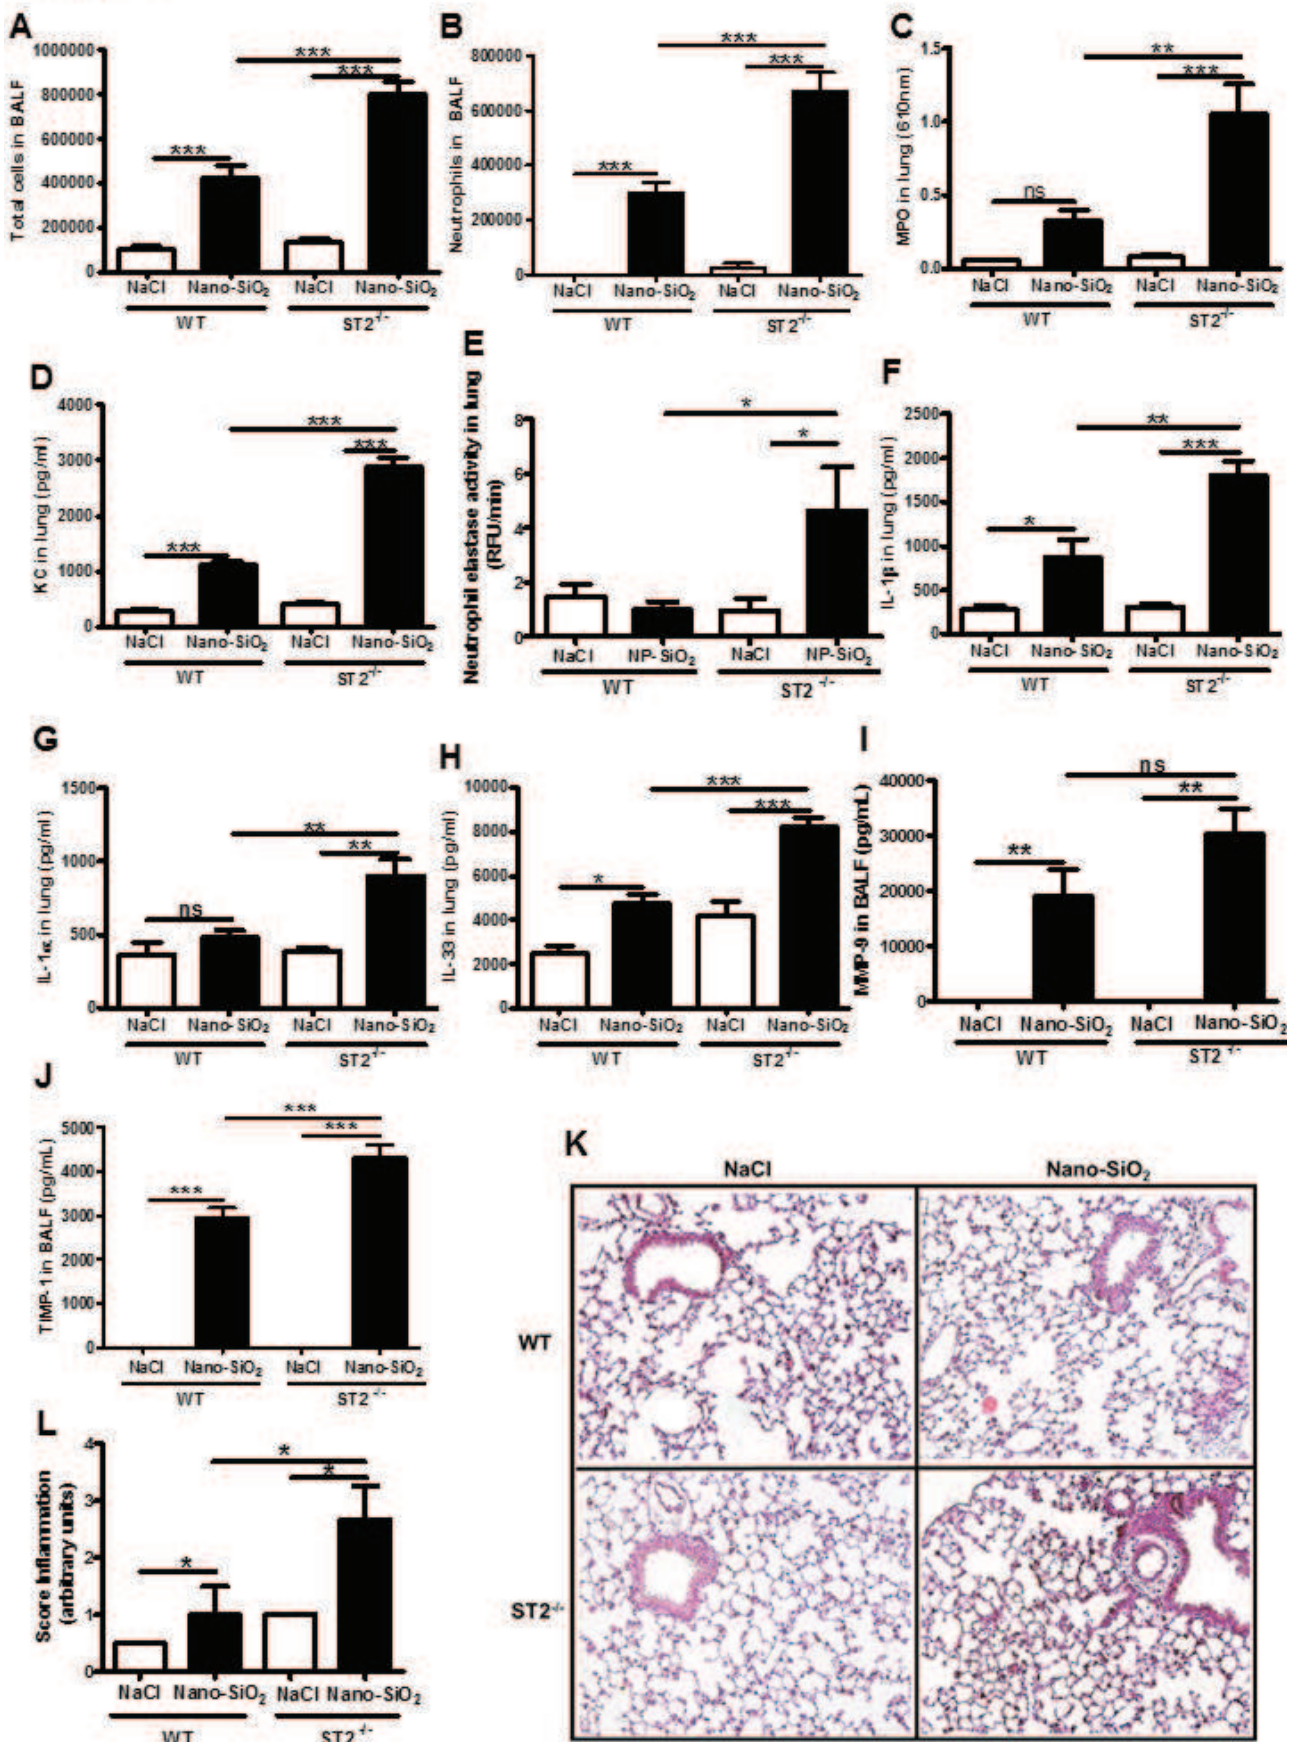 A
Total cells in BALF
1000000
800000
600000
400000
200000
0
***
***
***
NaCl Nano-SiO₂ NaCl Nano-SiO₂
WT ST2⁻/⁻
B
Neutrophils in BALF
800000
600000
400000
200000
0
***
***
***
NaCl Nano-SiO₂ NaCl Nano-SiO₂
WT ST2⁻/⁻
C
MPO in lung (610nm)
1.5
1.0
0.5
0.0
**
***
ns
NaCl Nano-SiO₂ NaCl Nano-SiO₂
WT ST2⁻/⁻
D
KC in lung (pg/ml)
4000
3000
2000
1000
0
***
***
***
NaCl Nano-SiO₂ NaCl Nano-SiO₂
WT ST2⁻/⁻
E
Neutrophil elastase activity in lung
(RFU/min)
8
6
4
2
0
*
*
NaCl NP-SiO₂ NaCl NP-SiO₂
WT ST2 ⁻/⁻
F
IL-1β in lung (pg/ml)
2500
2000
1500
1000
500
0
**
***
*
NaCl Nano-SiO₂ NaCl Nano-SiO₂
WT ST2⁻/⁻
G
IL-1α in lung (pg/ml)
1500
1000
500
0
**
**
ns
NaCl Nano-SiO₂ NaCl Nano-SiO₂
WT ST2⁻/⁻
H
IL-33 in lung (pg/ml)
10000
8000
6000
4000
2000
0
***
***
*
NaCl Nano-SiO₂ NaCl Nano-SiO₂
WT ST2⁻/⁻
I
MMP-9 in BALF (pg/mL)
40000
30000
20000
10000
0
ns
**
**
NaCl Nano-SiO₂ NaCl Nano-SiO₂
WT ST2 ⁻/⁻
J
TIMP-1 in BALF (pg/mL)
5000
4000
3000
2000
1000
0
***
***
***
NaCl Nano-SiO₂ NaCl Nano-SiO₂
WT ST2⁻/⁻
K
NaCl Nano-SiO₂
WT
ST2⁻/⁻
L
Score Inflammation
(arbitrary units)
4
3
2
1
0
*
*
*
NaCl Nano-SiO₂ NaCl Nano-SiO₂
WT ST2⁻/⁻